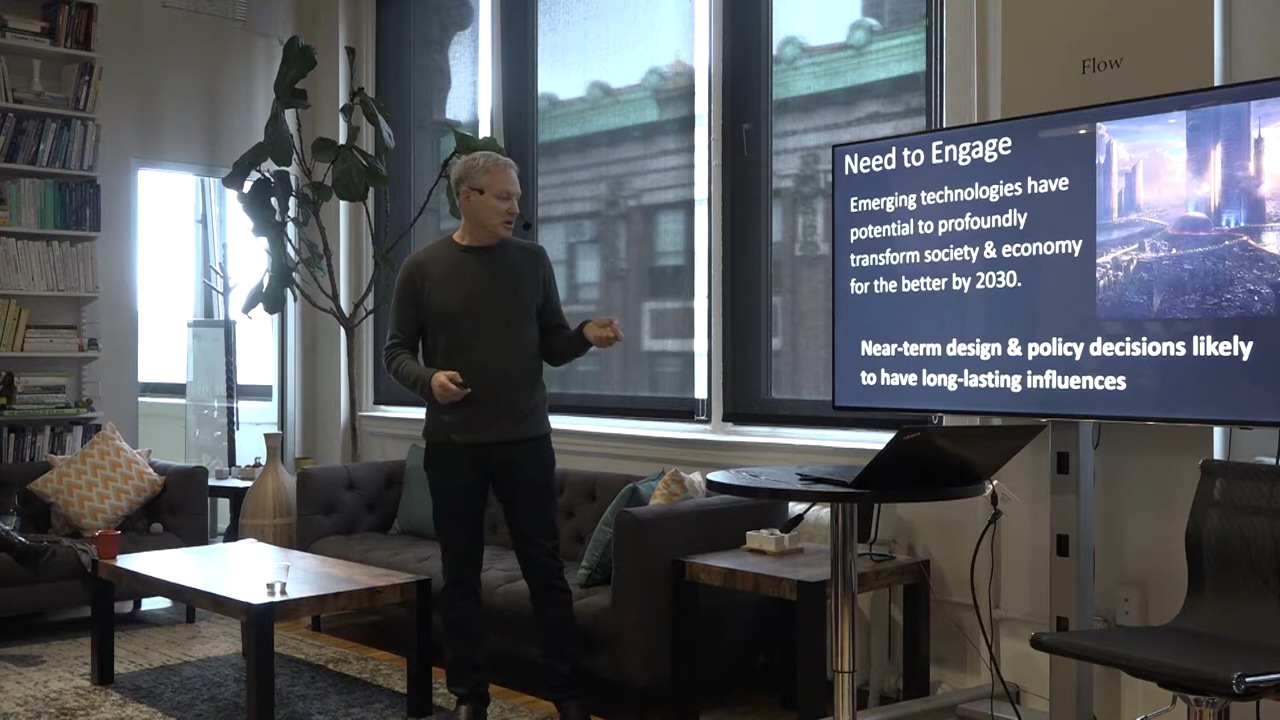 Flow
Need to Engage
Emerging technologies have
potential to profoundly
transform society & economy
for the better by 2030.
Near-term design & policy decisions likely
to have long-lasting influences